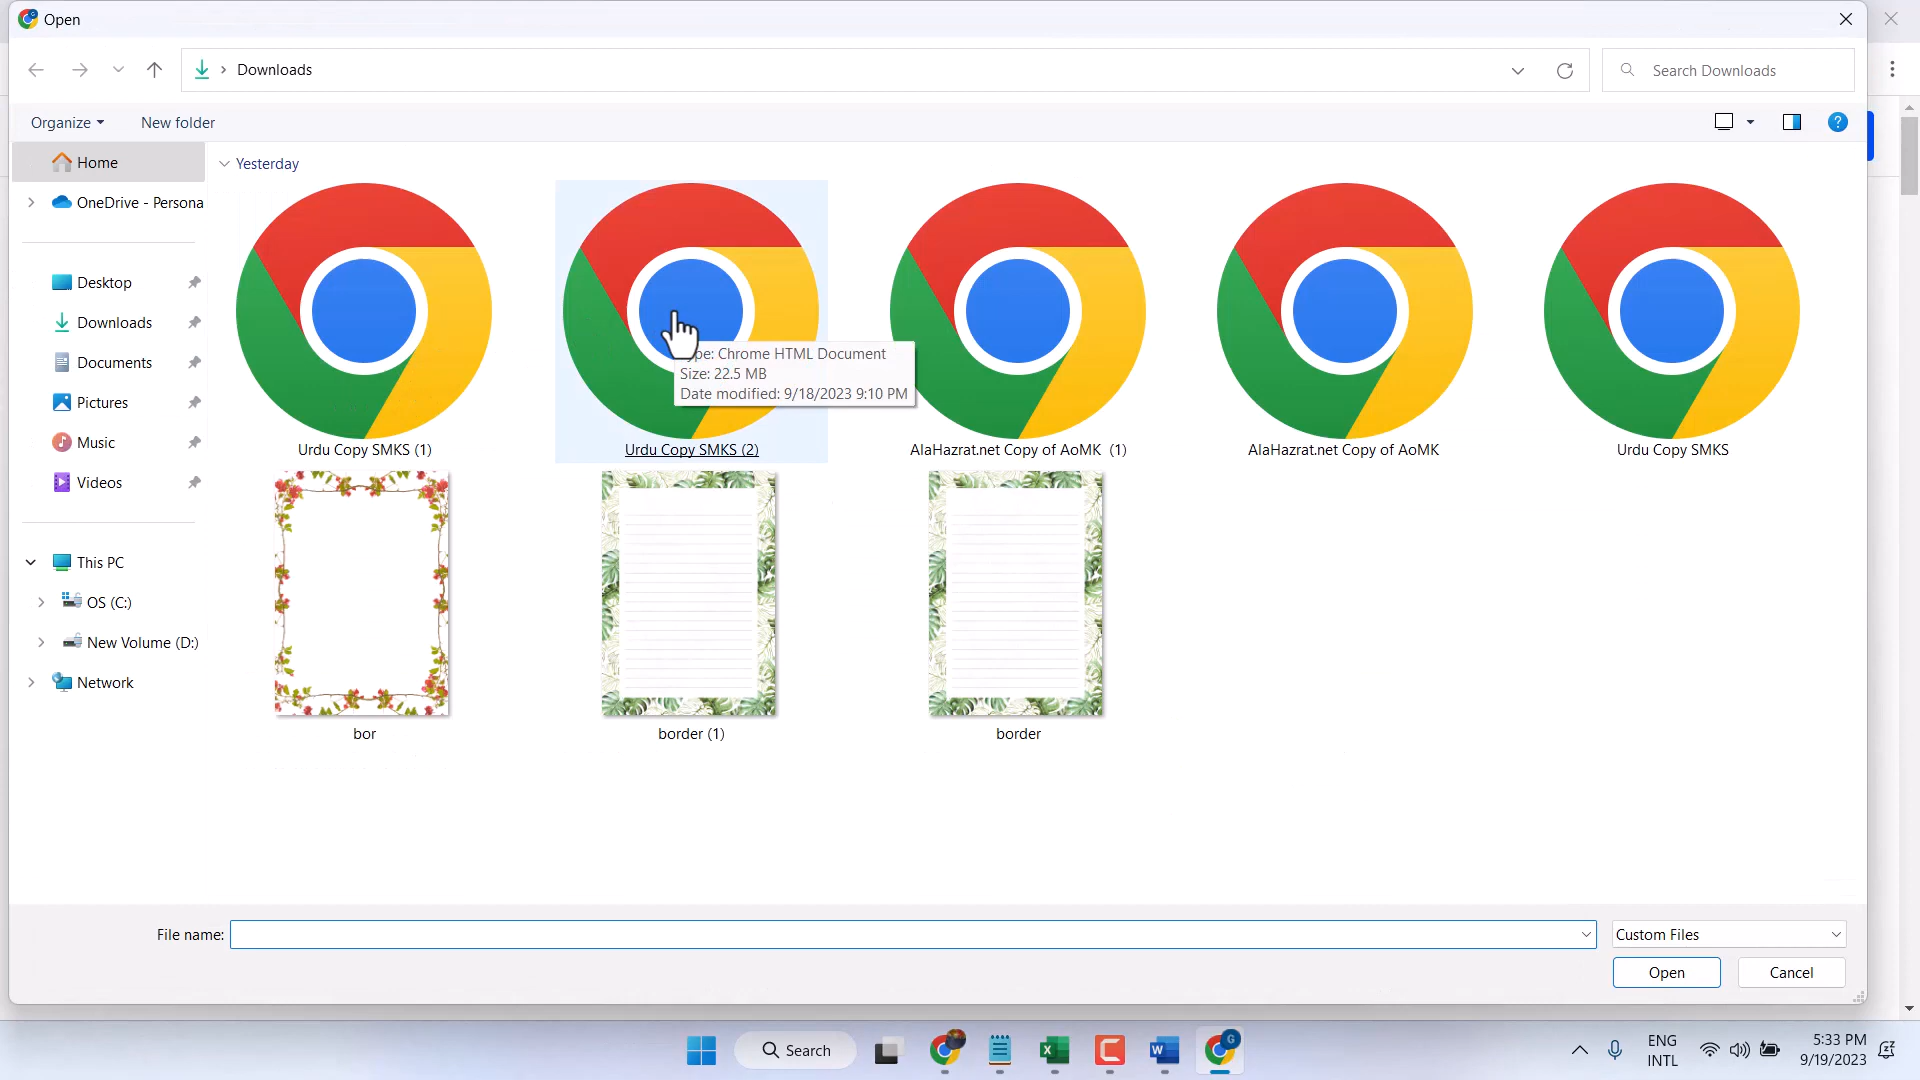 Open
Downloads
Search Downloads
Organize
New folder
Home
Yesterday
OneDrive - Persona
Desktop
Downloads
Documents
Pictures
Music
Videos
This PC
OS (C:)
New Volume (D:)
Network
ype: Chrome HTML Document
Size: 22.5 MB
Date modified: 9/18/2023 9:10 PM
Urdu Copy SMKS (1)
Urdu Copy SMKS (2)
AlaHazrat.net Copy of AoMK (1)
AlaHazrat.net Copy of AoMK
Urdu Copy SMKS
bor
border (1)
border
File name:
Custom Files
Open
Cancel
Search
ENG
INTL
5:33 PM
9/19/2023